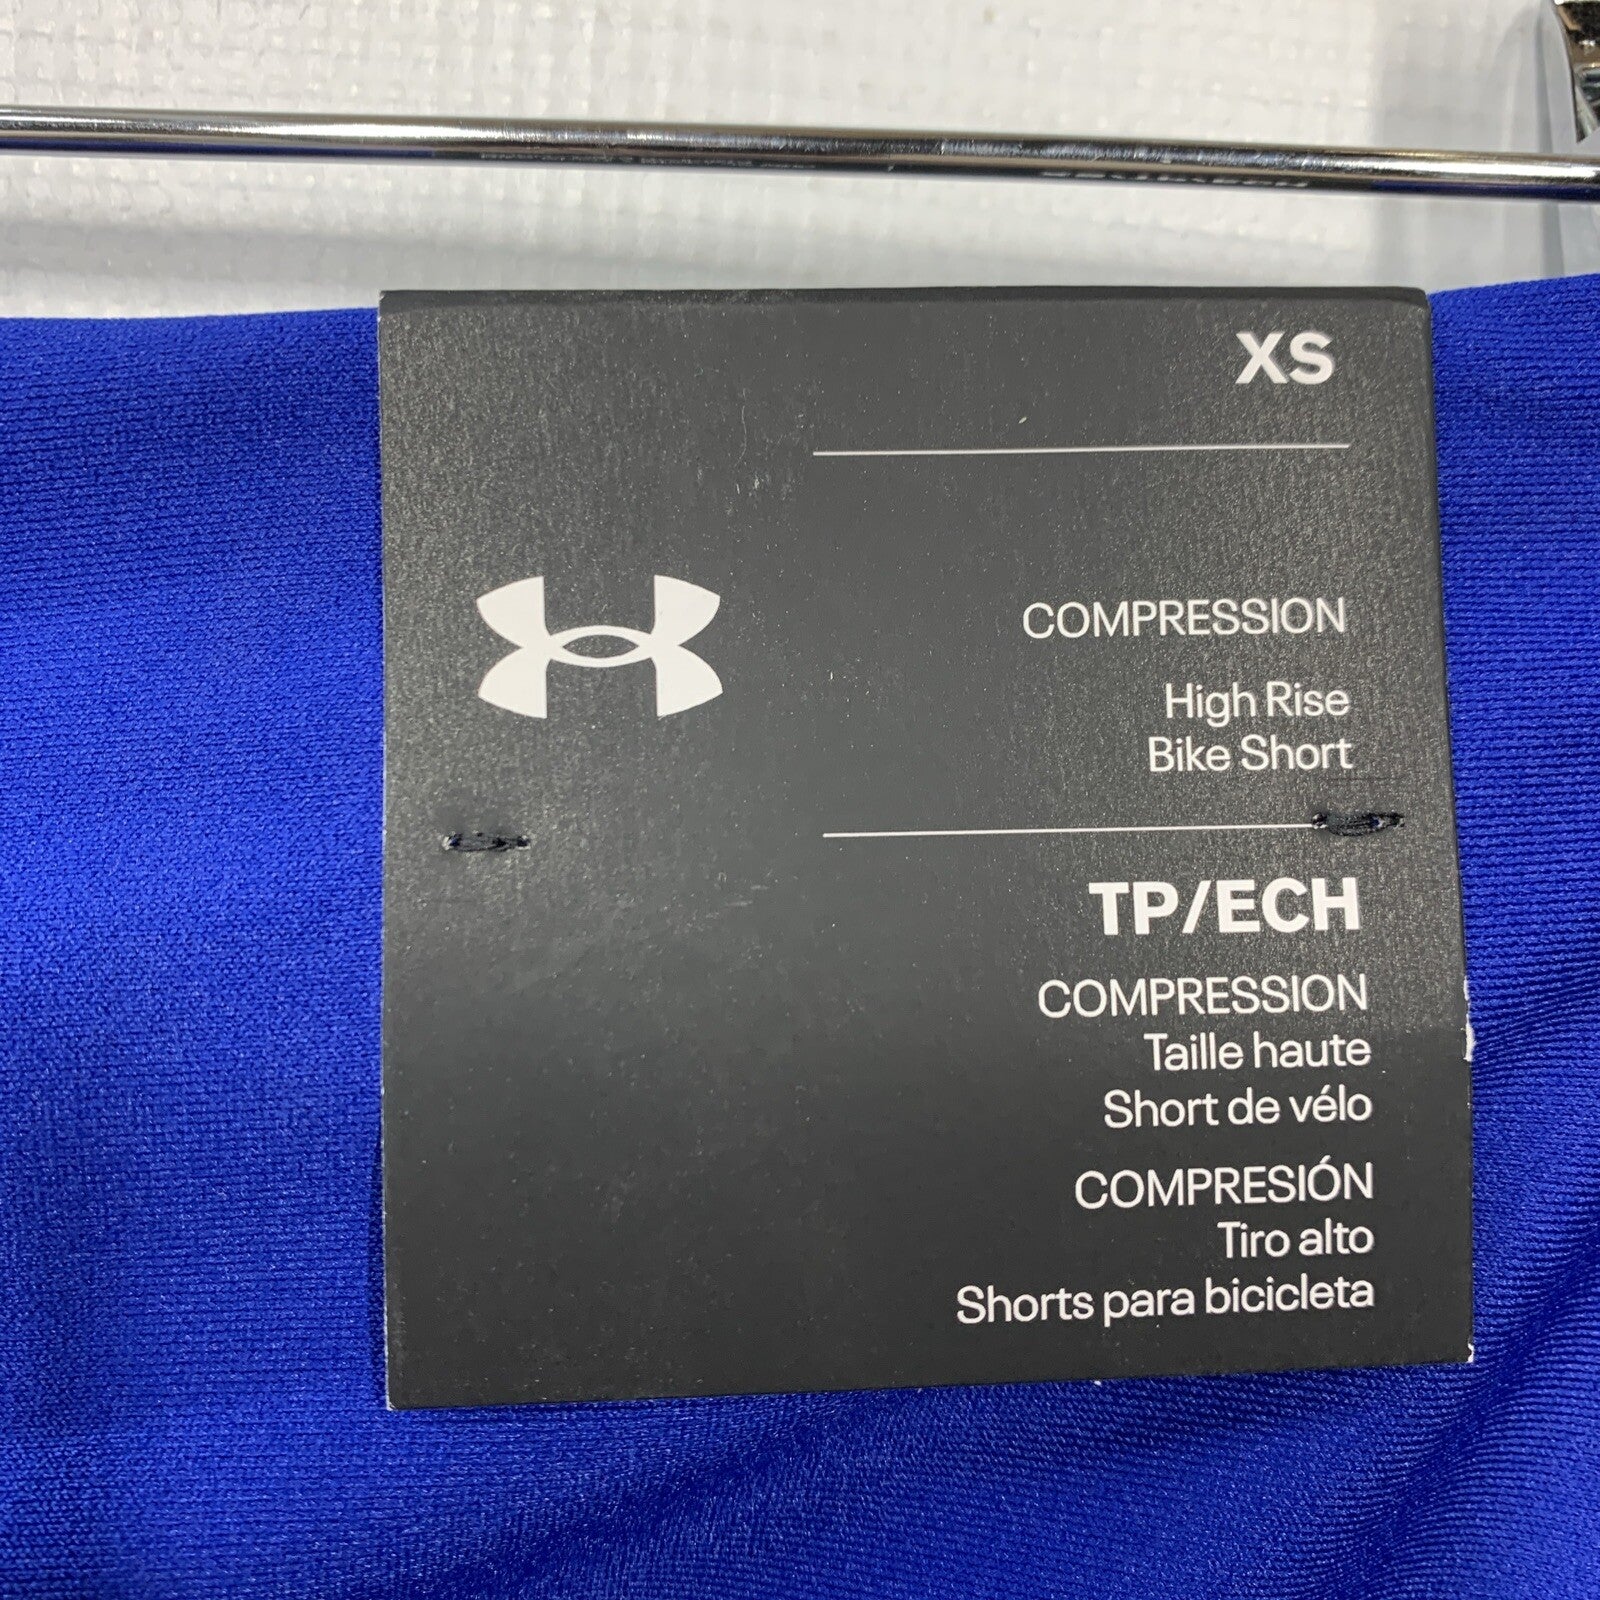 XS
COMPRESSION
High Rise
Bike Short
TP/ECH
COMPRESSION
Taille haute
Short de vélo
COMPRESIÓN
Tiro alto
Shorts para bicicleta